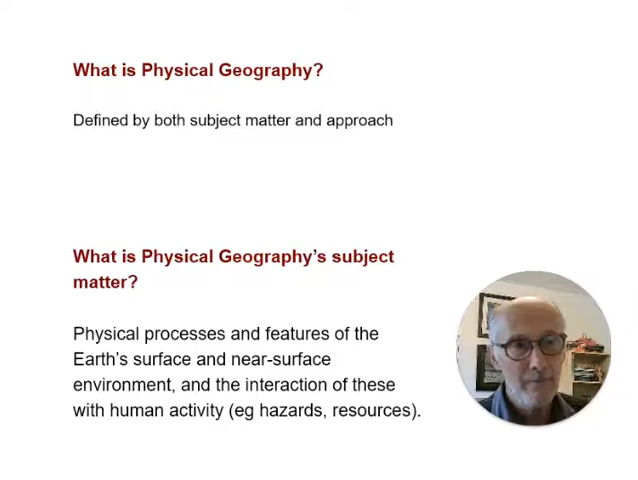 What is Physical Geography?
Defined by both subject matter and approach
What is Physical Geography’s subject
matter?
Physical processes and features of the
Earth’s surface and near-surface
environment, and the interaction of these
with human activity (eg hazards, resources).